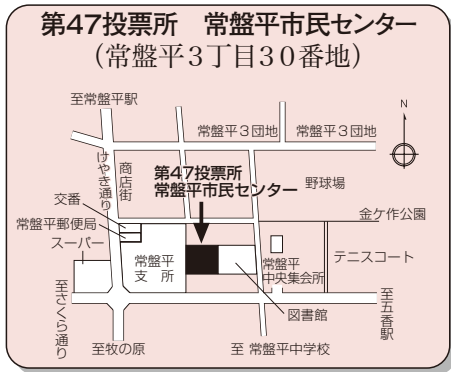 第47投票所　常盤平市民センター
（常盤平3丁目30番地）
至常盤平駅
N
常盤平3団地
常盤平3団地
けやき通り
商店街
第47投票所
常盤平市民センター
野球場
交番
常盤平郵便局
スーパー
金ケ作公園
常盤平
支所
常盤平
中央集会所
テニスコート
図書館
至さくら通り
至五香駅
至牧の原
至 常盤平中学校